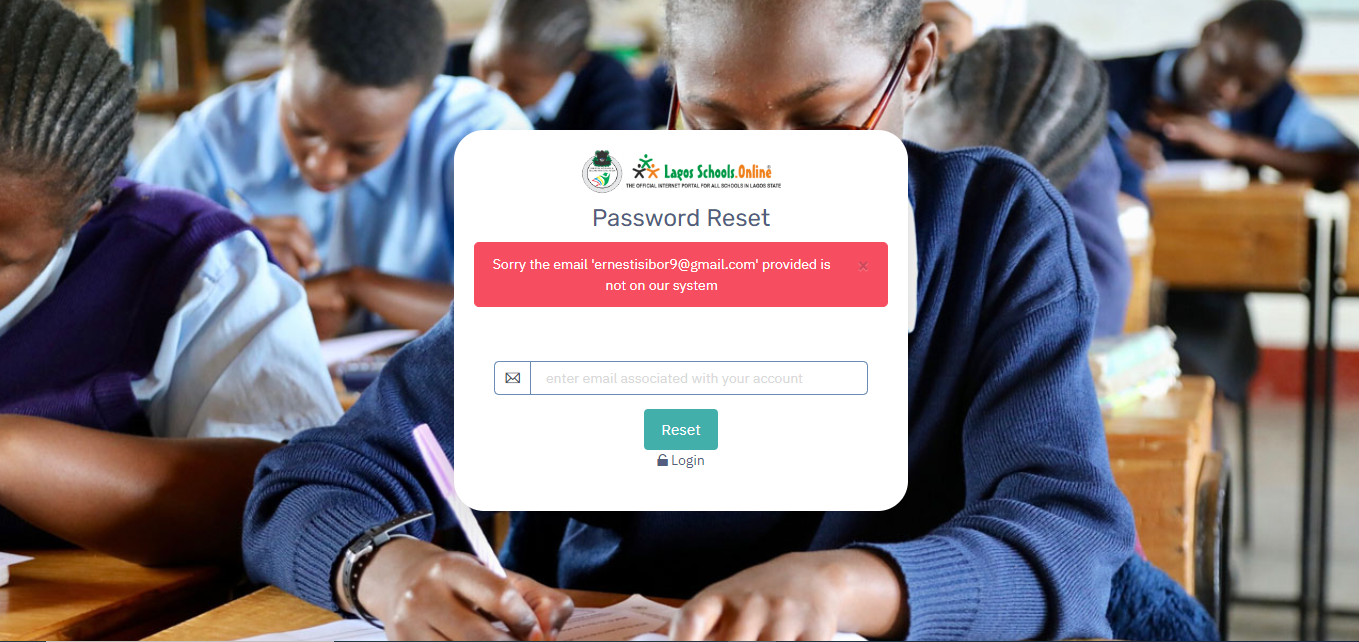 Lagos Schools.Online
THE OFFICIAL INTERNET PORTAL FOR ALL SCHOOLS IN LAGOS STATE
Password Reset
Sorry the email 'ernestisibor9@gmail.com' provided is
not on our system
×
enter email associated with your account
Reset
Login